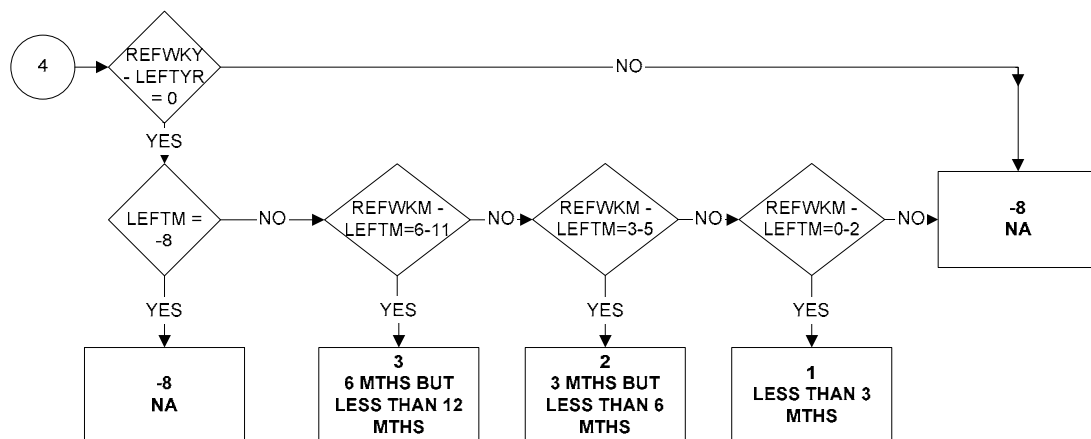 4
REFWKY
- LEFTYR
= 0
NO
YES
LEFTM =
-8
NO
REFWKM -
LEFTM=6-11
NO
REFWKM -
LEFTM=3-5
NO
REFWKM -
LEFTM=0-2
NO
-8
NA
YES
YES
YES
YES
-8
NA
3
6 MTHS BUT
LESS THAN 12
MTHS
2
3 MTHS BUT
LESS THAN 6
MTHS
1
LESS THAN 3
MTHS